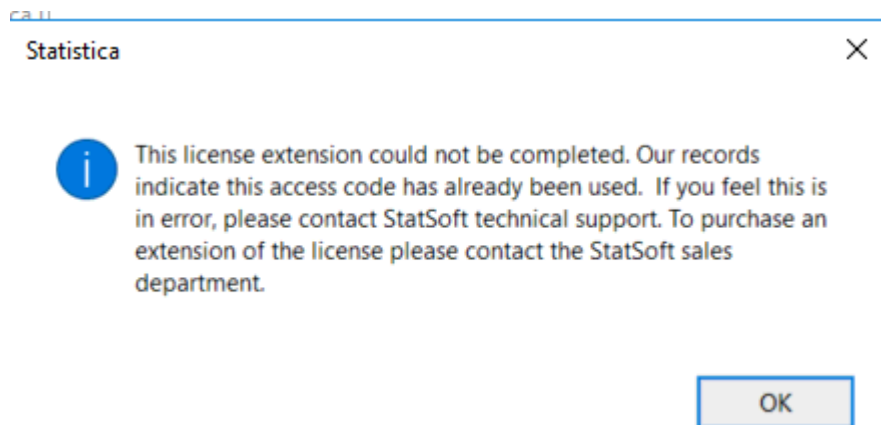 Statistica
This license extension could not be completed. Our records
indicate this access code has already been used.  If you feel this is
in error, please contact StatSoft technical support. To purchase an
extension of the license please contact the StatSoft sales
department.
OK